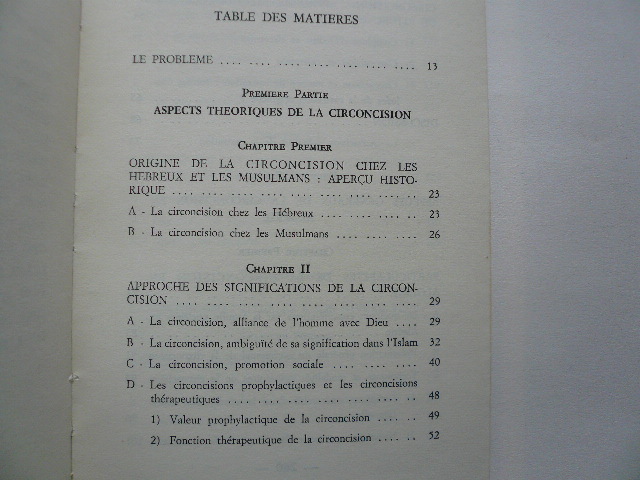 TABLE DES MATIERES
LE PROBLEME .... .... .... .... .... .... .... 13
PREMIERE PARTIE
ASPECTS THEORIQUES DE LA CIRCONCISION
CHAPITRE PREMIER
ORIGINE DE LA CIRCONCISION CHEZ LES
HEBREUX ET LES MUSULMANS : APERÇU HISTO-
RIQUE .... .... .... .... .... .... .... .... .. 23
A - La circoncision chez les Hébreux .... .... .... .. 23
B - La circoncision chez les Musulmans .... .... .... 26
CHAPITRE II
APPROCHE DES SIGNIFICATIONS DE LA CIRCON-
CISION .... .... .... .... .... .... .... .... .. 29
A - La circoncision, alliance de l'homme avec Dieu .... 29
B - La circoncision, ambiguïté de sa signification dans l'Islam 32
C - La circoncision, promotion sociale .... .... .... .. 40
D - Les circoncisions prophylactiques et les circoncisions
thérapeutiques .... .... .... .... .... .... .. 48
1) Valeur prophylactique de la circoncision .... .... 49
2) Fonction thérapeutique de la circoncision .... .. 52